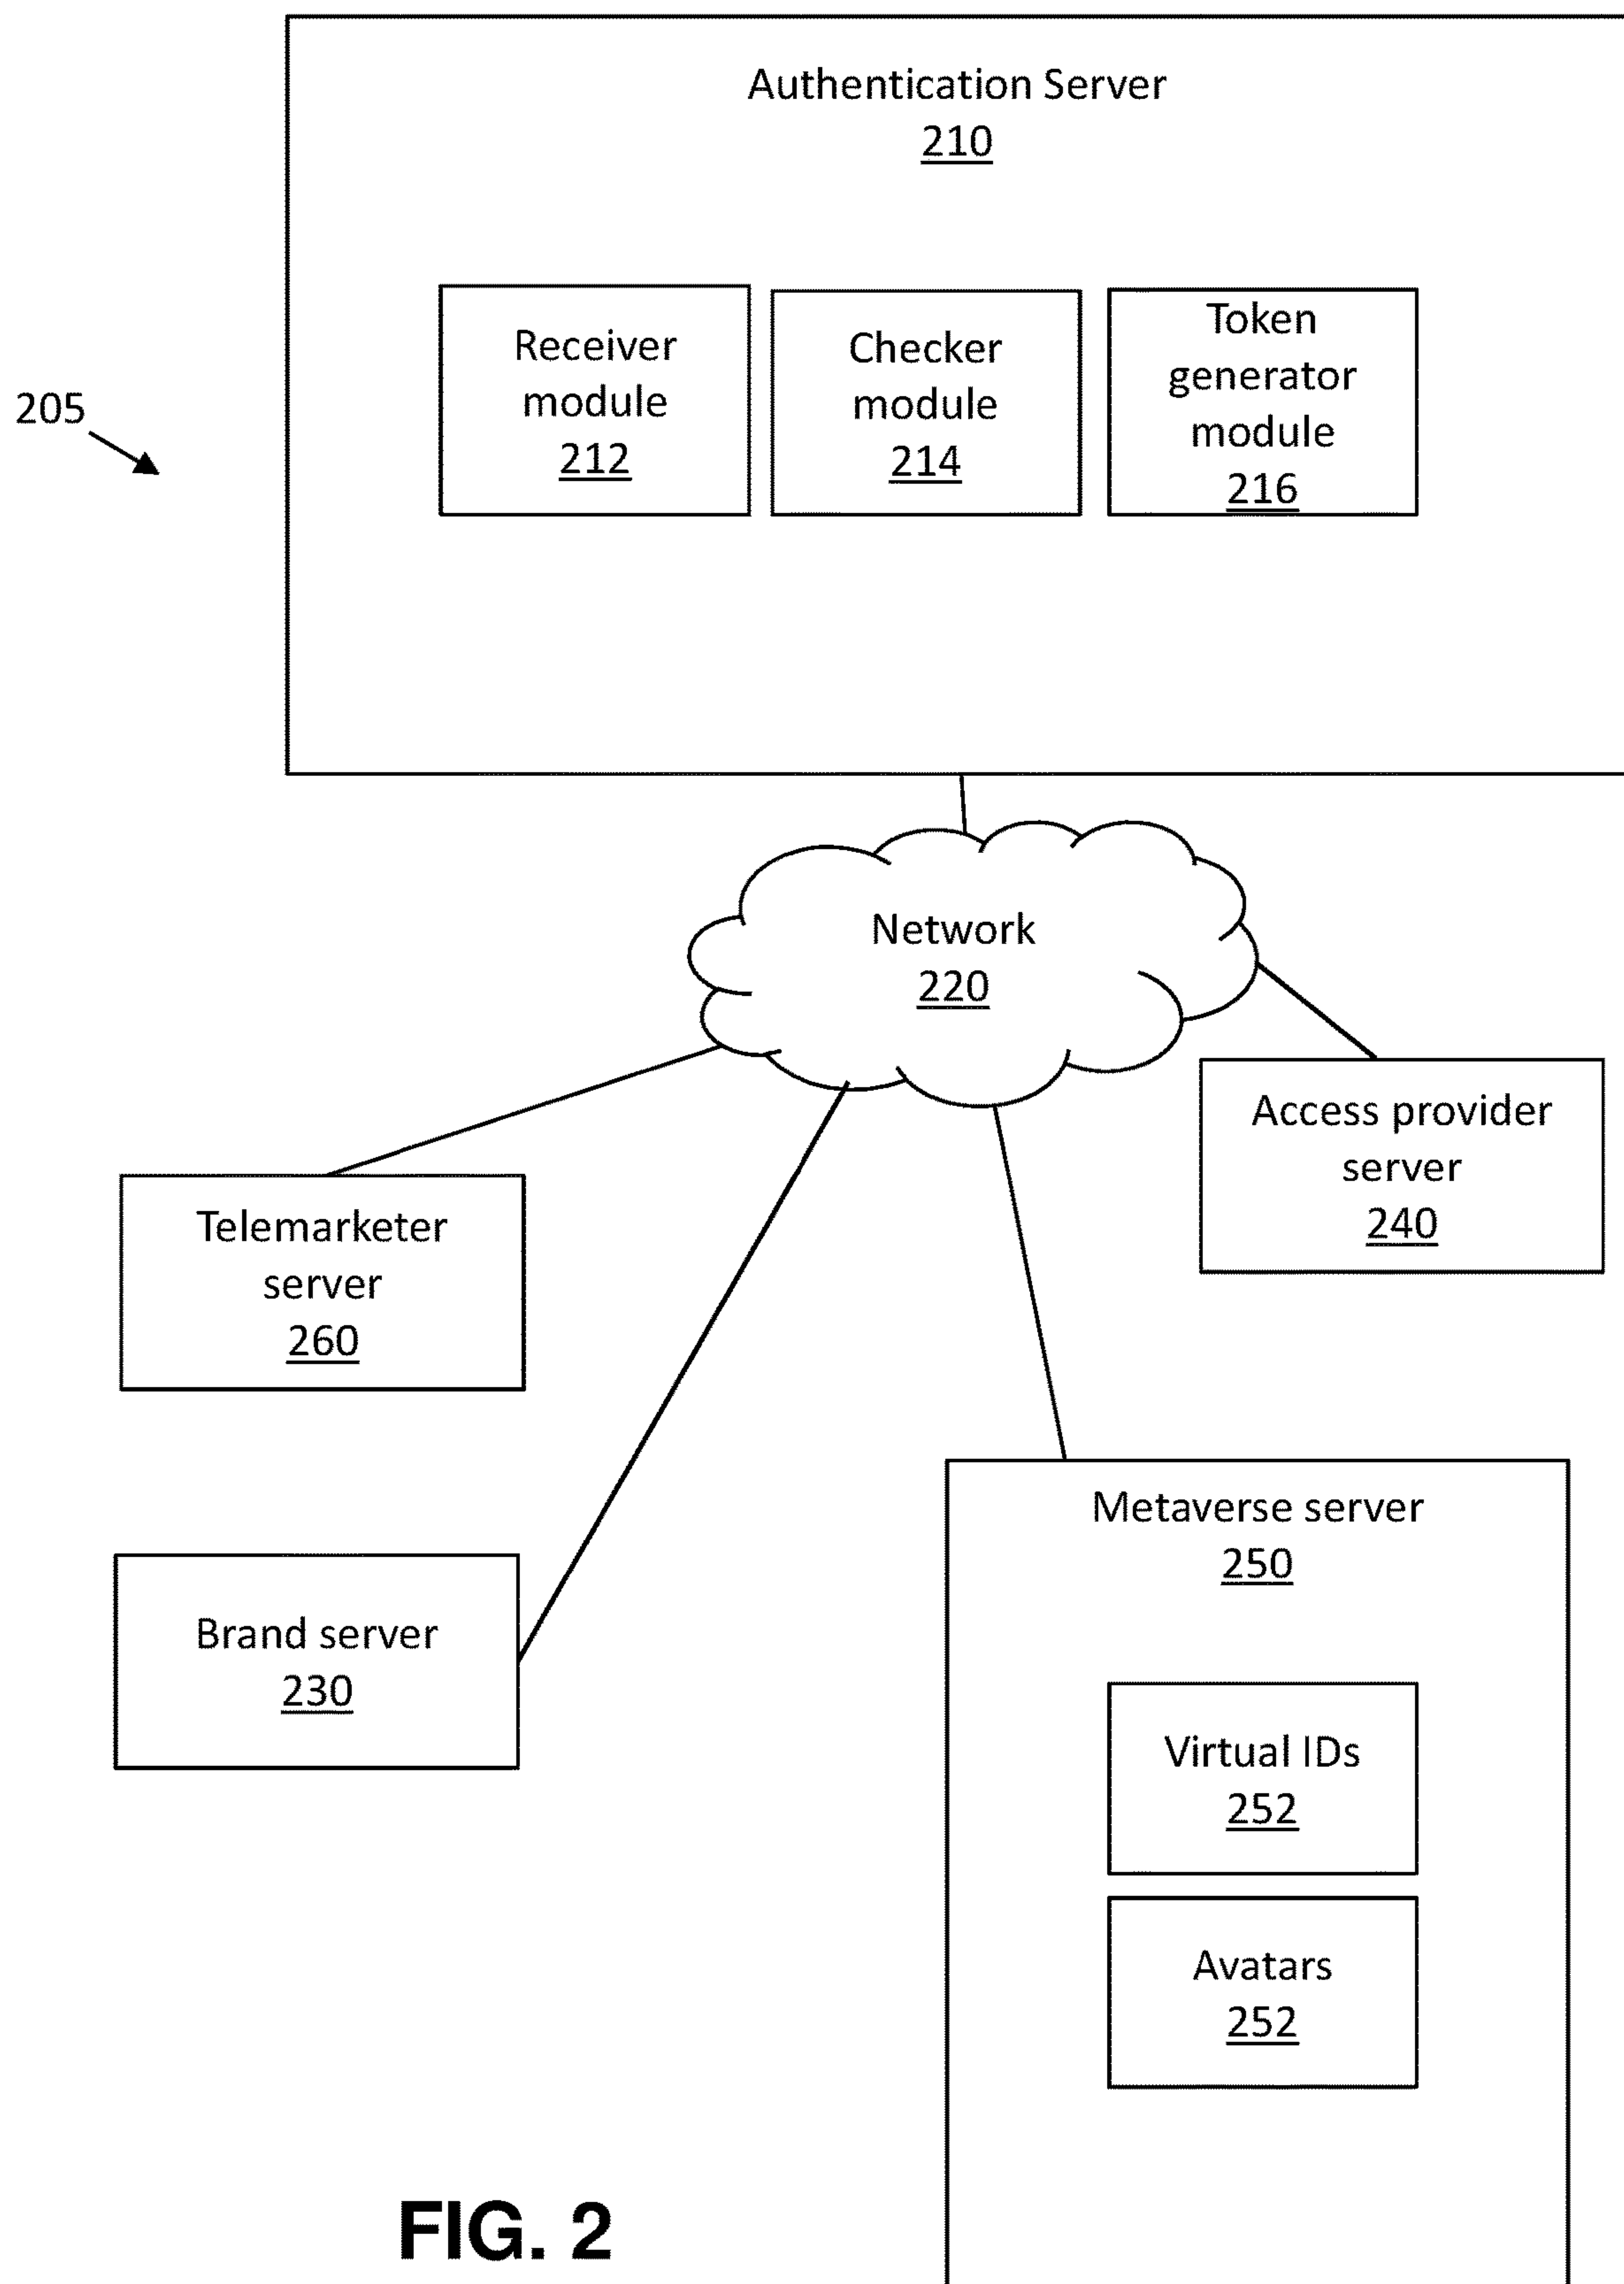 Authentication Server
210
Receiver
module
212
Checker
module
214
Token
generator
module
216
205
Network
220
Access provider
server
240
Telemarketer
server
260
Metaverse server
250
Brand server
230
Virtual IDs
252
Avatars
252
FIG. 2